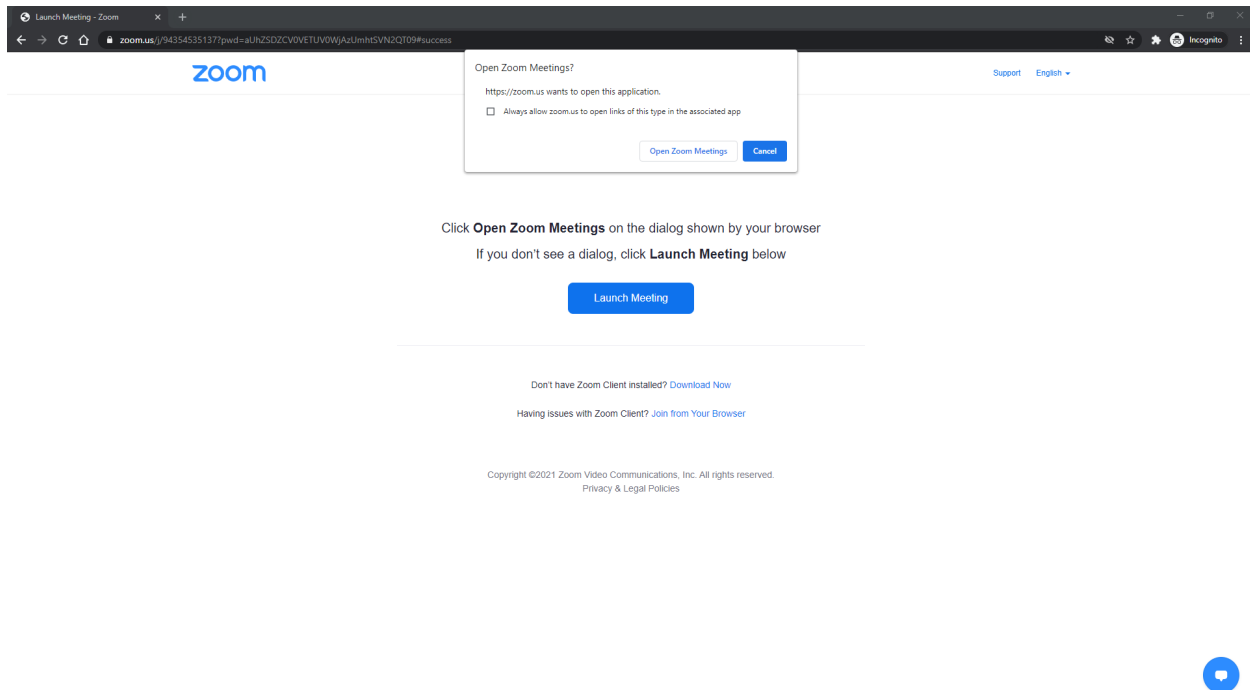 Launch Meeting - Zoom
zoom.us/j/94354535137?pwd=aUhZSDZCV0VETUV0WjAzUmhtSVN2QT09#success
Incognito
zoom
Support English
Open Zoom Meetings?
https://zoom.us wants to open this application.
Always allow zoom.us to open links of this type in the associated app
Open Zoom Meetings Cancel
Click Open Zoom Meetings on the dialog shown by your browser
If you don't see a dialog, click Launch Meeting below
Launch Meeting
Don't have Zoom Client installed? Download Now
Having issues with Zoom Client? Join from Your Browser
Copyright ©2021 Zoom Video Communications, Inc. All rights reserved.
Privacy & Legal Policies